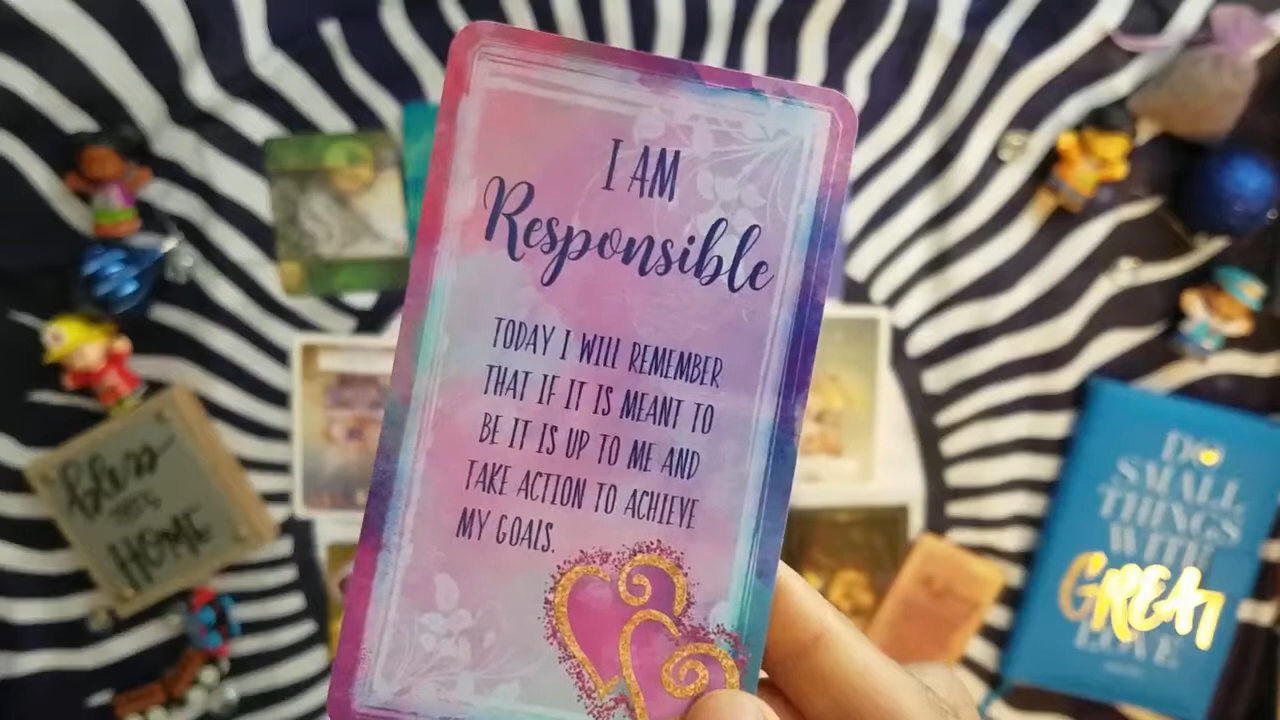 I AM
Responsible
TODAY I WILL REMEMBER
THAT IF IT IS MEANT TO
BE IT IS UP TO ME AND
TAKE ACTION TO ACHIEVE
MY GOALS.
bless
THIS
HOME
DO
SMALL
THINGS
WITH
GREAT
LOVE